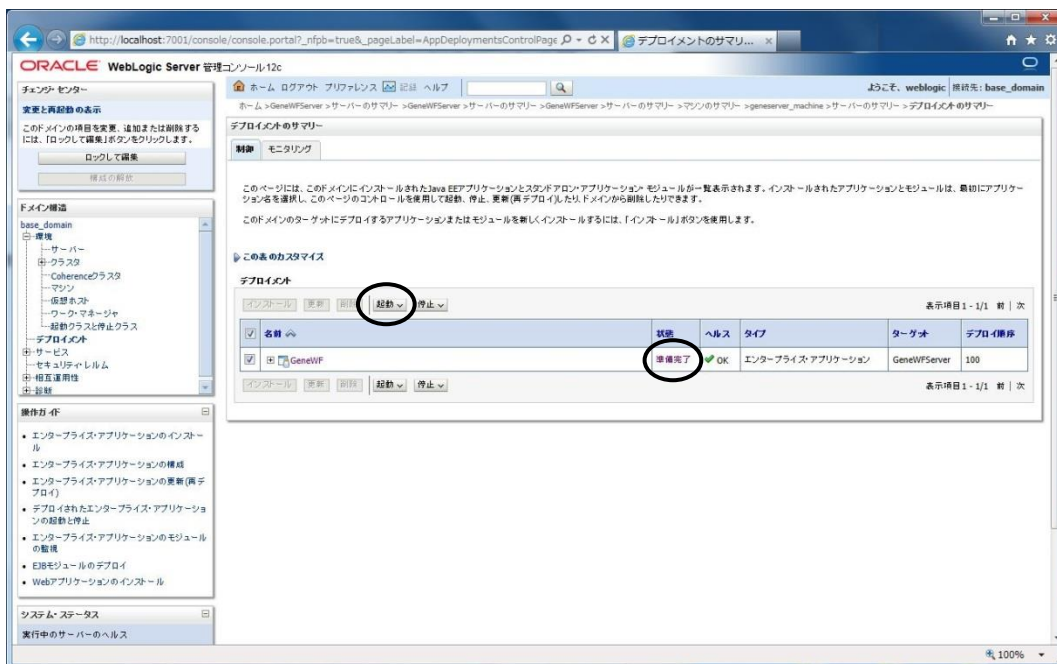 http://localhost:7001/console/console.portal?_nfpb=true&_pageLabel=AppDeploymentsControlPage
デプロイメントのサマリ... ×
ORACLE WebLogic Server 管理コンソール 12c
チェンジ・センター
変更と再起動の表示
このドメインの項目を変更、追加または削除するには、「ロックして編集」ボタンをクリックします。
ロックして編集
構成の解放
ドメイン構造
base_domain
環境
サーバー
クラスタ
Coherenceクラスタ
マシン
仮想ホスト
ワーク・マネージャ
起動クラスと停止クラス
デプロイメント
サービス
セキュリティ・レルム
相互運用性
診断
操作ガイド
エンタープライズ・アプリケーションのインストール
エンタープライズ・アプリケーションの構成
エンタープライズ・アプリケーションの更新(再デプロイ)
デプロイされたエンタープライズ・アプリケーションの起動と停止
エンタープライズ・アプリケーションのモジュールの監視
EJBモジュールのデプロイ
Webアプリケーションのインストール
システム・ステータス
実行中のサーバーのヘルス
ホーム ログアウト プリファレンス 記録 ヘルプ
ようこそ、weblogic 接続先: base_domain
ホーム >GeneWFServer >サーバーのサマリー >GeneWFServer >サーバーのサマリー >GeneWFServer >サーバーのサマリー >マシンのサマリー >geneserver_machine >サーバーのサマリー >デプロイメントのサマリー
デプロイメントのサマリー
制御 モニタリング
このページには、このドメインにインストールされたJava EEアプリケーションとスタンドアロン・アプリケーション・モジュールが一覧表示されます。インストールされたアプリケーションとモジュールは、最初にアプリケーション名を選択し、このページのコントロールを使用して起動、停止、更新(再デプロイ)したり、ドメインから削除したりできます。
このドメインのターゲットにデプロイするアプリケーションまたはモジュールを新しくインストールするには、「インストール」ボタンを使用します。
この表のカスタマイズ
デプロイメント
インストール 更新 削除 起動 停止 表示項目 1 - 1/1 前 | 次
名前 状態 ヘルス タイプ ターゲット デプロイ順序
GeneWF 準備完了 OK エンタープライズ・アプリケーション GeneWFServer 100
インストール 更新 削除 起動 停止 表示項目 1 - 1/1 前 | 次
100%